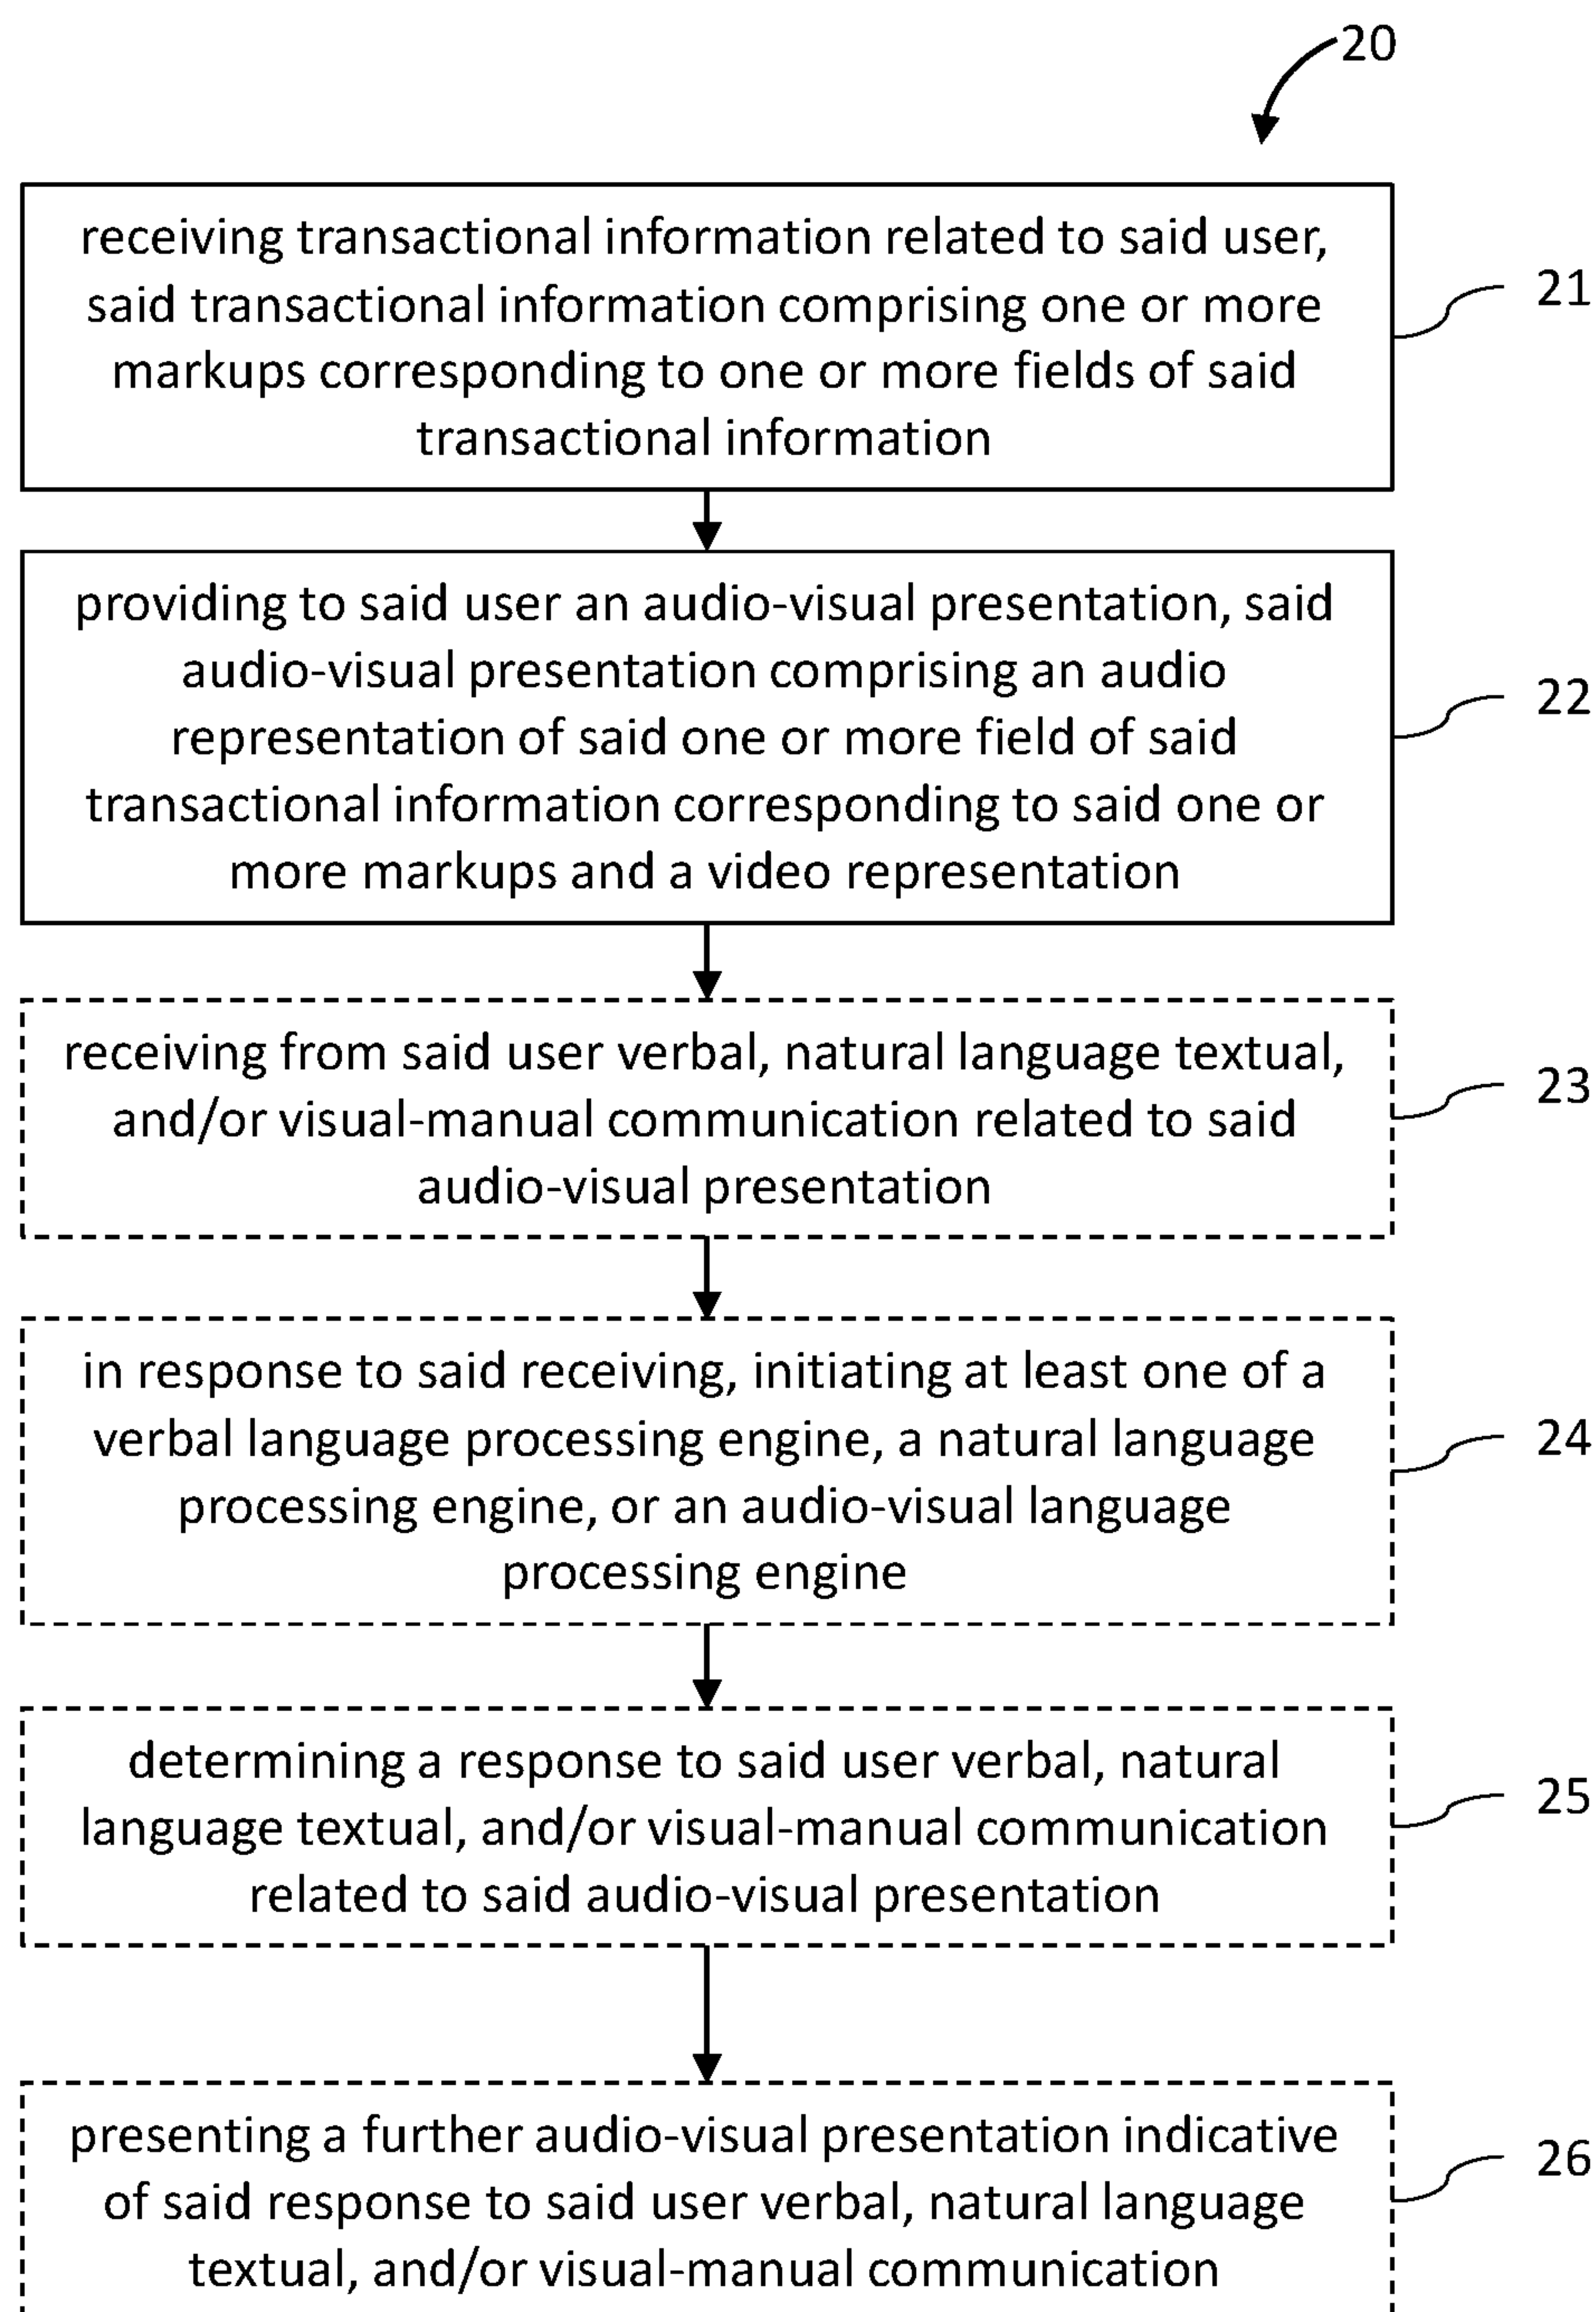 20
receiving transactional information related to said user,
said transactional information comprising one or more
markups corresponding to one or more fields of said
transactional information
21
providing to said user an audio-visual presentation, said
audio-visual presentation comprising an audio
representation of said one or more field of said
transactional information corresponding to said one or
more markups and a video representation
22
receiving from said user verbal, natural language textual,
and/or visual-manual communication related to said
audio-visual presentation
23
in response to said receiving, initiating at least one of a
verbal language processing engine, a natural language
processing engine, or an audio-visual language
processing engine
24
determining a response to said user verbal, natural
language textual, and/or visual-manual communication
related to said audio-visual presentation
25
presenting a further audio-visual presentation indicative
of said response to said user verbal, natural language
textual, and/or visual-manual communication
26